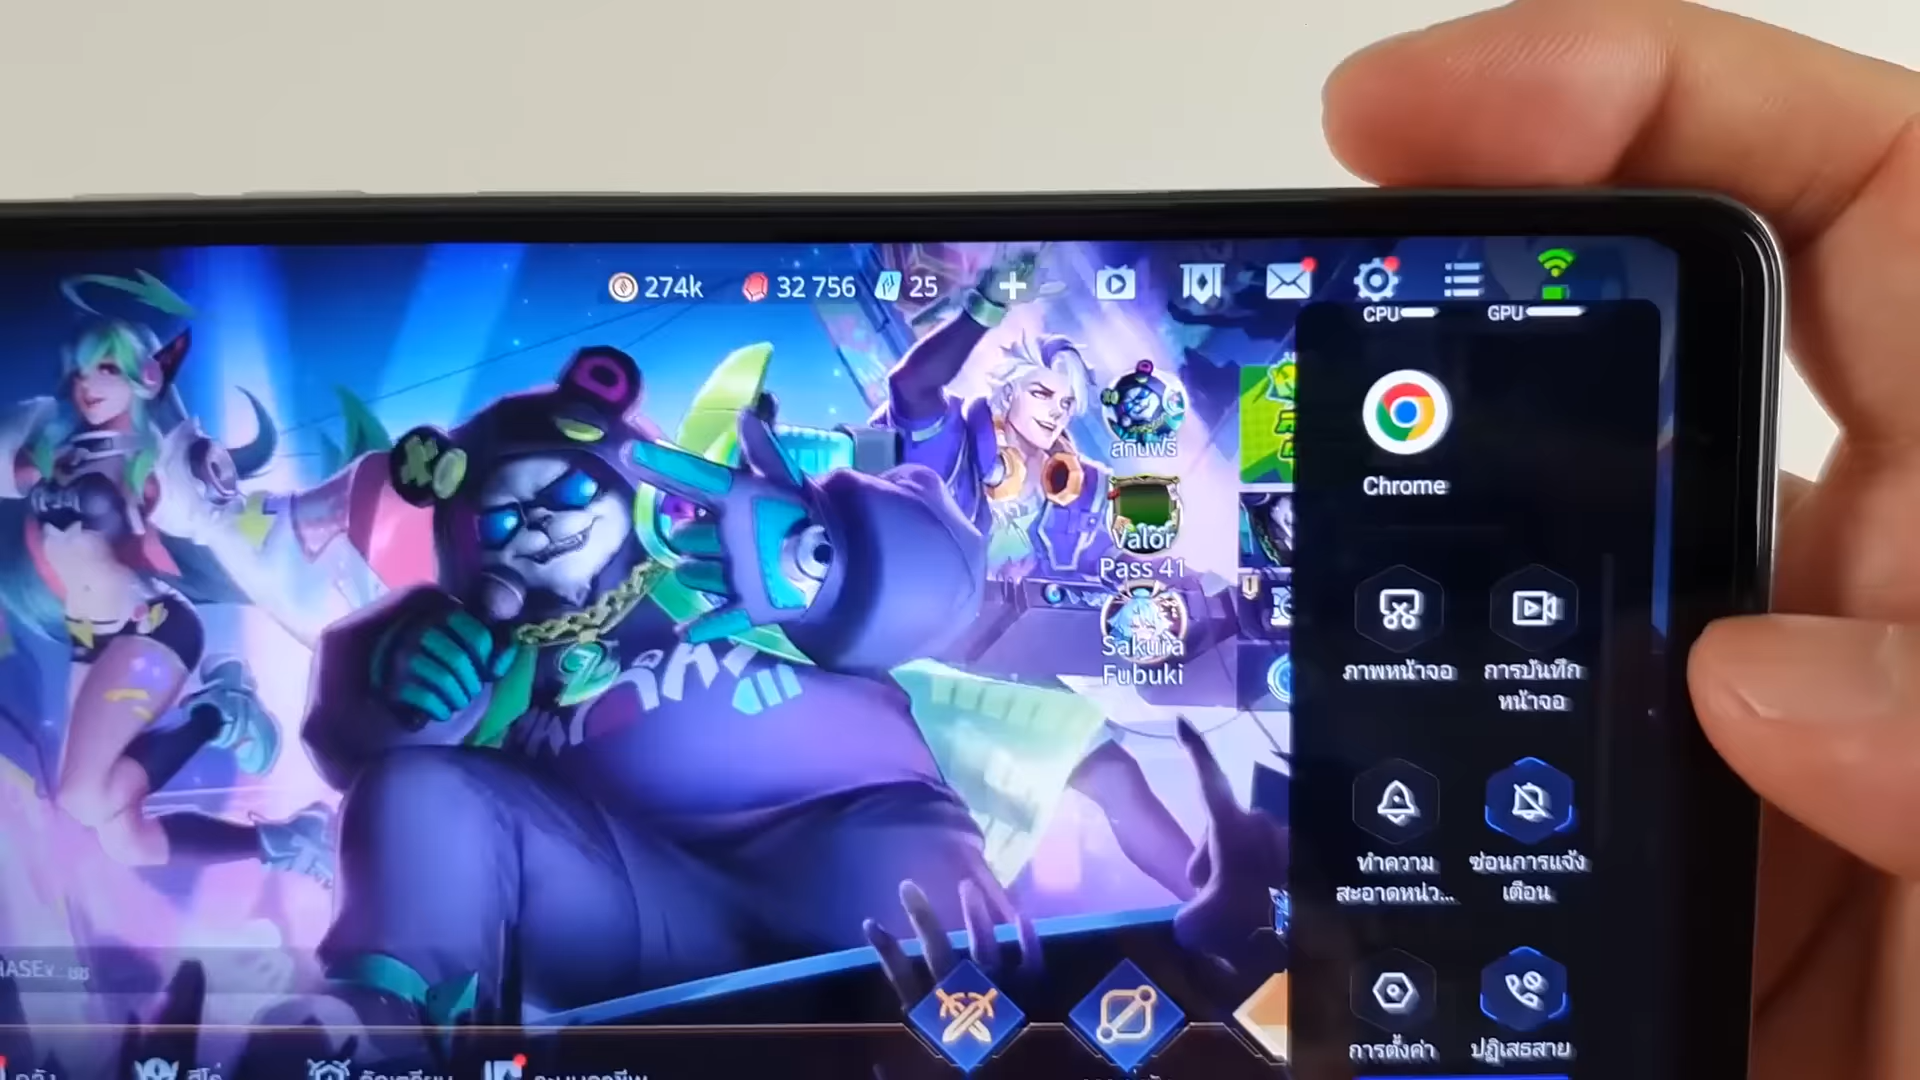 274k
32 756
25
CPU
GPU
สกินฟรี
Chrome
Valor
Pass 41
Sakura
Fubuki
ภาพหน้าจอ
การบันทึก
หน้าจอ
ทำความ
สะอาดหน่ว...
ซ่อนการแจ้ง
เตือน
การตั้งค่า
ปฏิเสธสาย